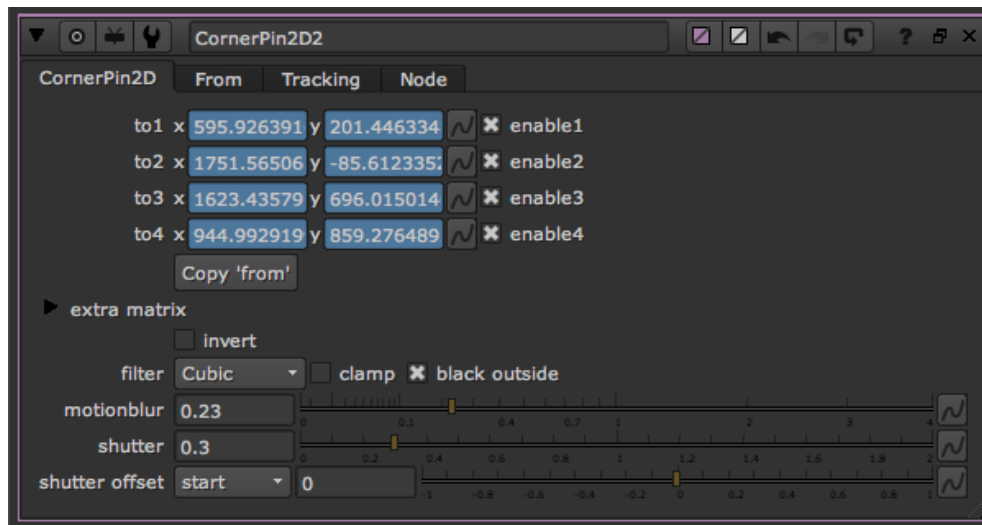 CornerPin2D2 ?
CornerPin2D From Tracking Node
to1 x 595.926391 y 201.446334 enable1
to2 x 1751.56506 y -85.6123352 enable2
to3 x 1623.43579 y 696.015014 enable3
to4 x 944.992919 y 859.276489 enable4
Copy 'from'
extra matrix
invert
filter Cubic clamp black outside
motionblur 0.23
0 0.1 0.4 0.7 1 2 3 4
shutter 0.3
0 0.2 0.4 0.6 0.8 1 1.2 1.4 1.6 1.8 2
shutter offset start 0
-1 -0.8 -0.6 -0.4 -0.2 0 0.2 0.4 0.6 0.8 1